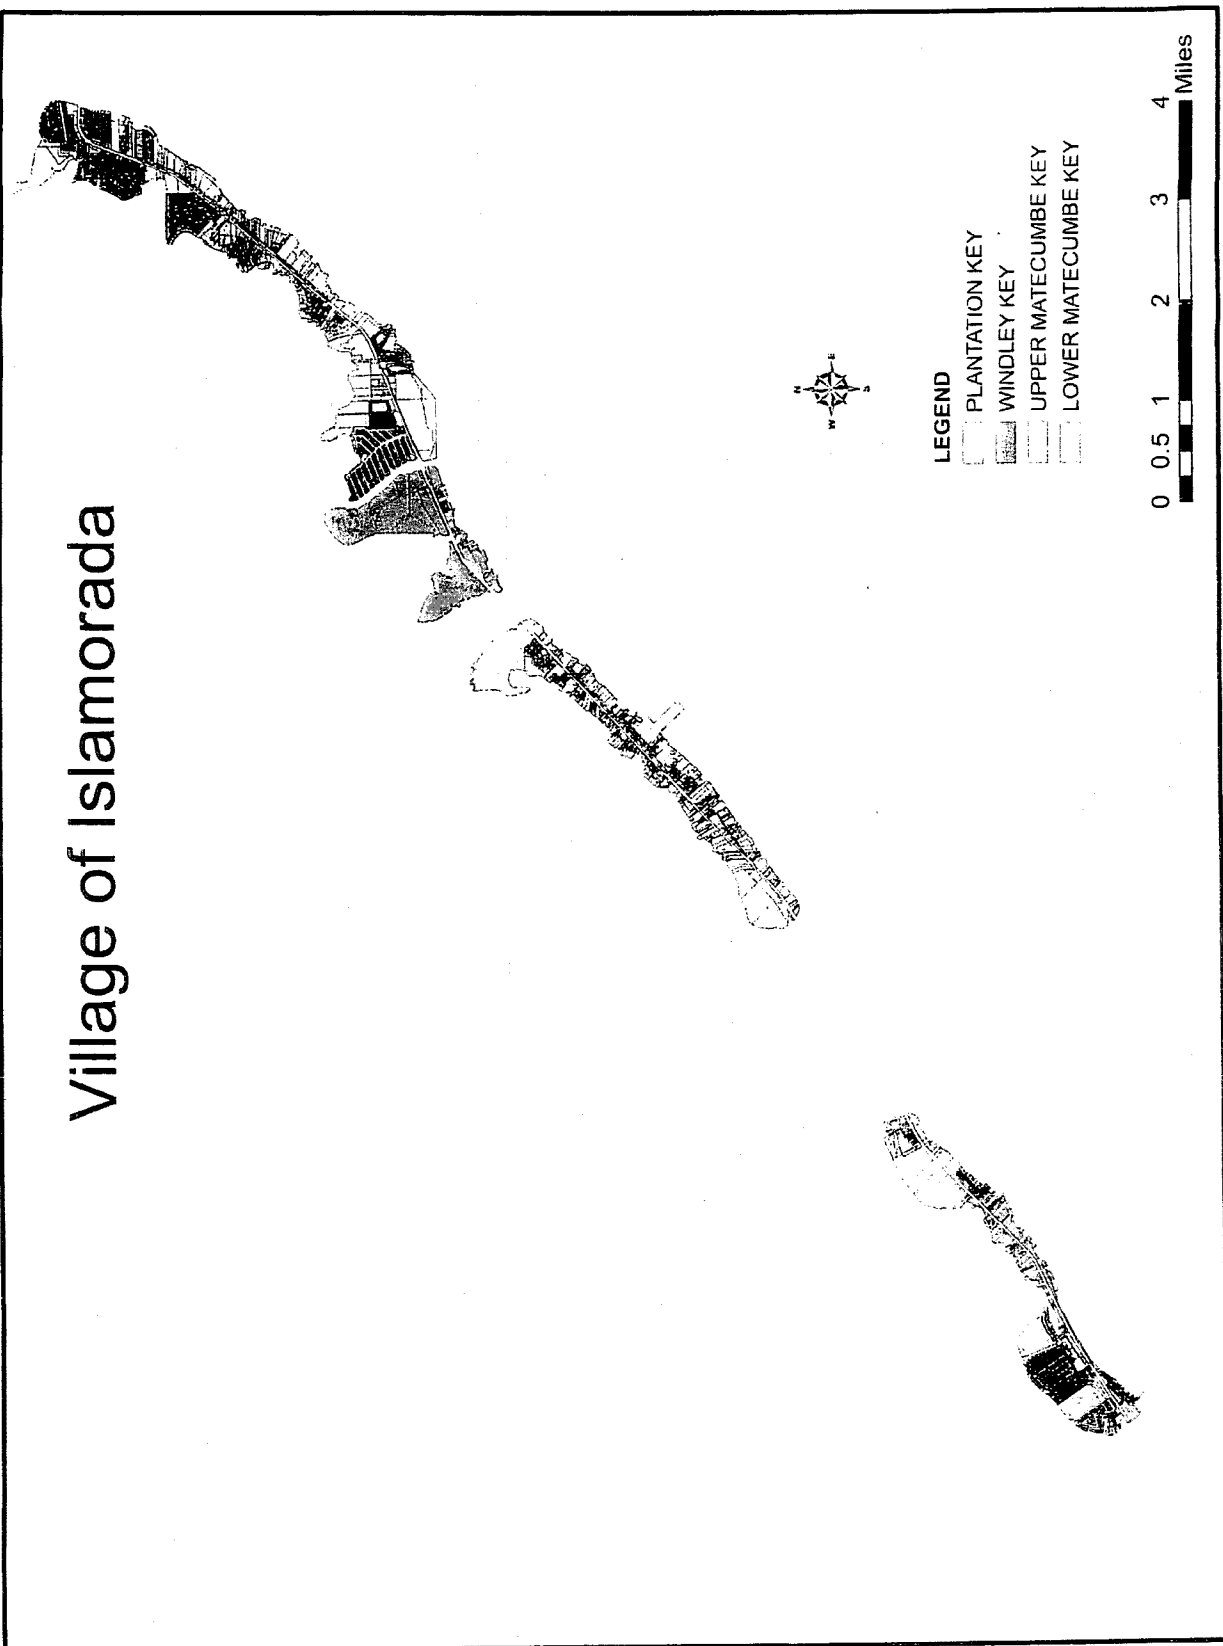 Village of Islamorada
N
W
E
S
LEGEND
PLANTATION KEY
WINDLEY KEY
UPPER MATECUMBE KEY
LOWER MATECUMBE KEY
0 0.5 1 2 3 4
Miles